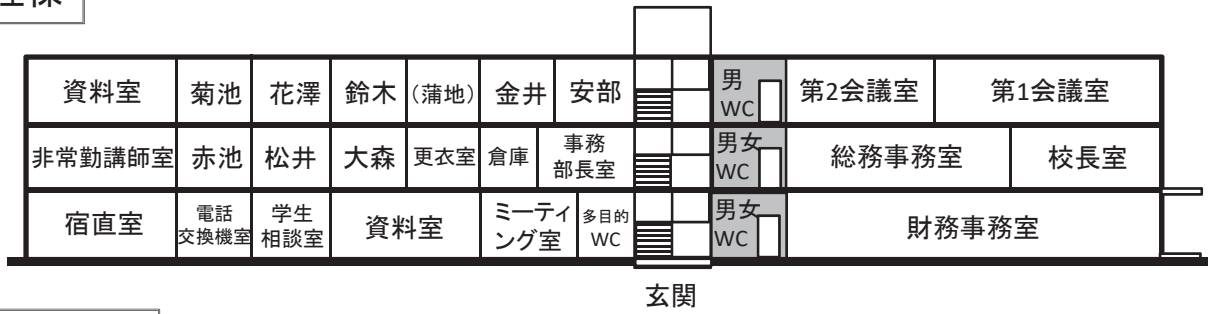 資料室 菊池 花澤 鈴木 (蒲地) 金井 安部 男 第2会議室 第1会議室
WC
非常勤講師室 赤池 松井 大森 更衣室 倉庫 事務 男女 総務事務室 校長室
部長室 WC
宿直室 電話 学生 資料室 ミーティ 多目的 男女 財務事務室
交換機室 相談室 ング室 WC WC
玄関